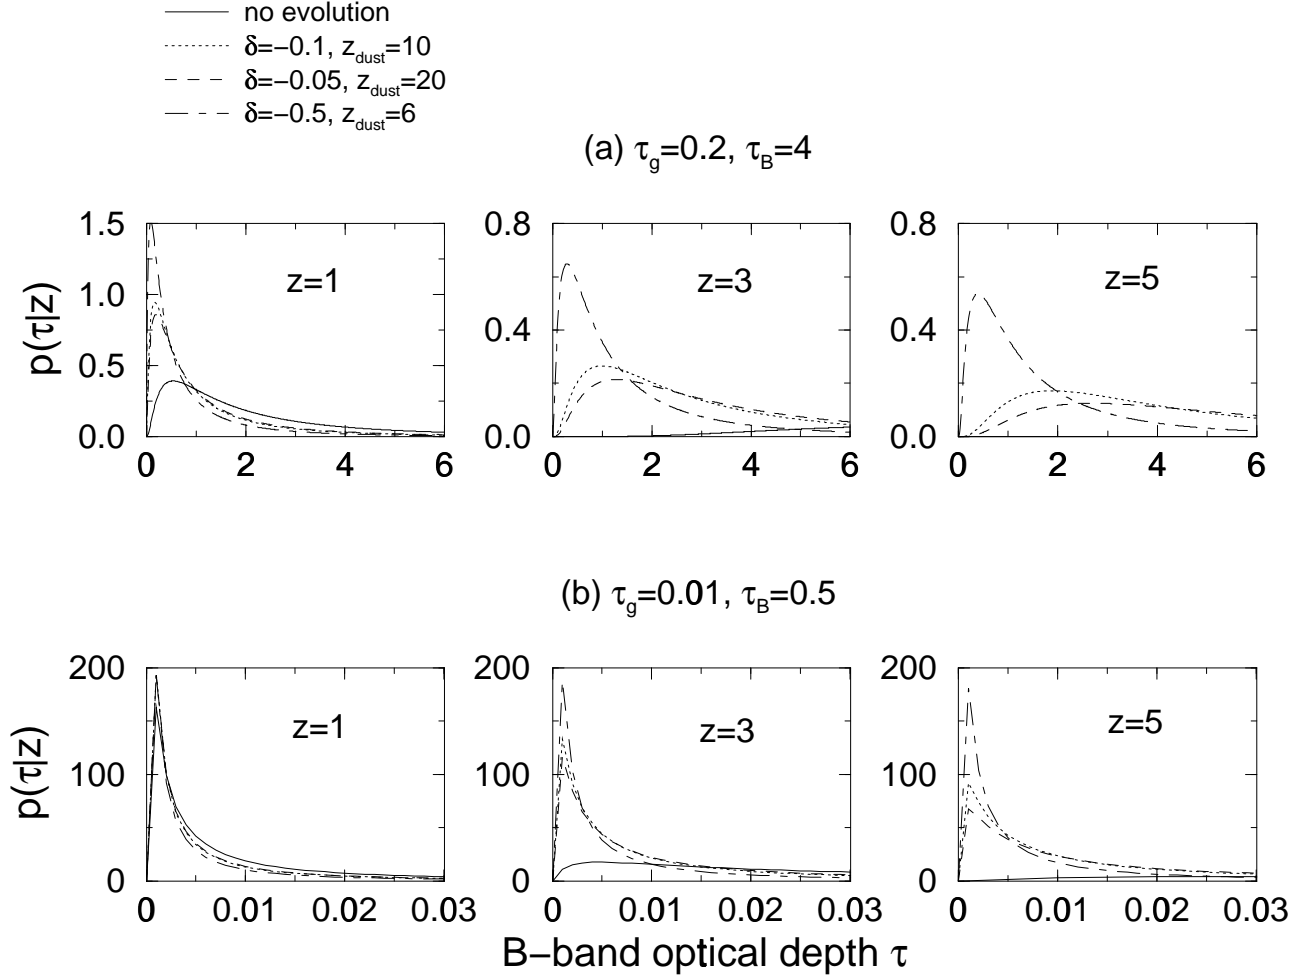 no evolution
δ=−0.1, z_dust=10
δ=−0.05, z_dust=20
δ=−0.5, z_dust=6
(a) τ_g=0.2, τ_B=4
p(τ|z)
1.5
1.0
0.5
0.0
z=1
0 2 4 6
0.8
0.4
0.0
z=3
0 2 4 6
0.8
0.4
0.0
z=5
0 2 4 6
(b) τ_g=0.01, τ_B=0.5
p(τ|z)
200
100
0
z=1
0 0.01 0.02 0.03
200
100
0
z=3
0 0.01 0.02 0.03
200
100
0
z=5
0 0.01 0.02 0.03
B−band optical depth τ